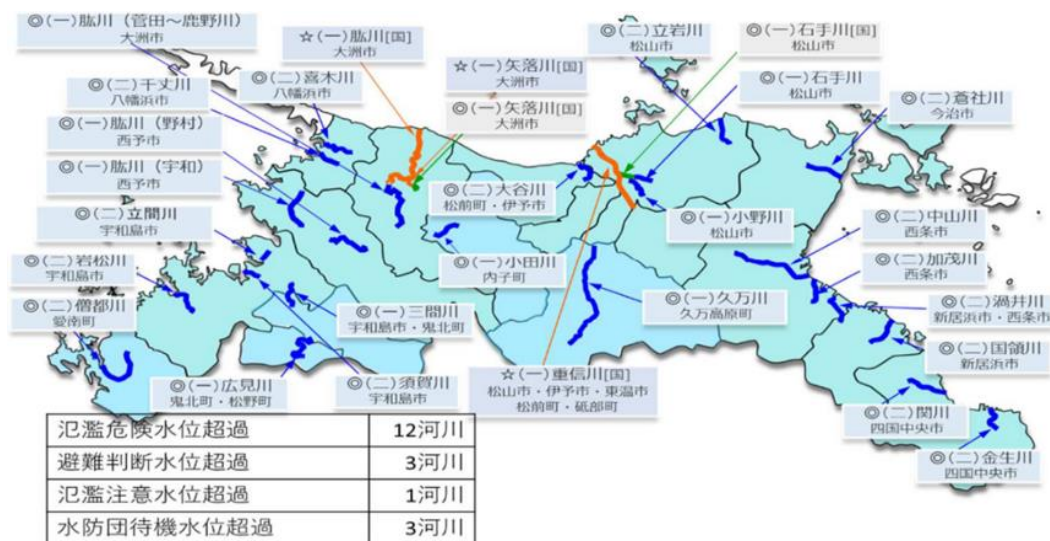 ◎(一)肱川（菅田～鹿野川）
大洲市
☆(一)肱川[国]
大洲市
◎(二)立岩川
松山市
◎(一)石手川[国]
松山市
◎(二)千丈川
八幡浜市
◎(二)喜木川
八幡浜市
☆(一)矢落川[国]
大洲市
◎(一)石手川
松山市
◎(一)肱川（野村）
西予市
◎(一)矢落川[国]
大洲市
◎(二)蒼社川
今治市
◎(一)肱川（宇和）
西予市
◎(二)大谷川
松前町・伊予市
◎(二)立間川
宇和島市
◎(一)小野川
松山市
◎(二)中山川
西条市
◎(二)岩松川
宇和島市
◎(一)小田川
内子町
◎(二)加茂川
西条市
◎(二)僧都川
愛南町
◎(一)三間川
宇和島市・鬼北町
◎(一)久万川
久万高原町
◎(二)渦井川
新居浜市・西条市
◎(二)国領川
新居浜市
◎(一)広見川
鬼北町・松野町
◎(二)須賀川
宇和島市
☆(一)重信川[国]
松山市・伊予市・東温市
松前町・砥部町
◎(二)関川
四国中央市
◎(二)金生川
四国中央市
氾濫危険水位超過 12河川
避難判断水位超過 3河川
氾濫注意水位超過 1河川
水防団待機水位超過 3河川